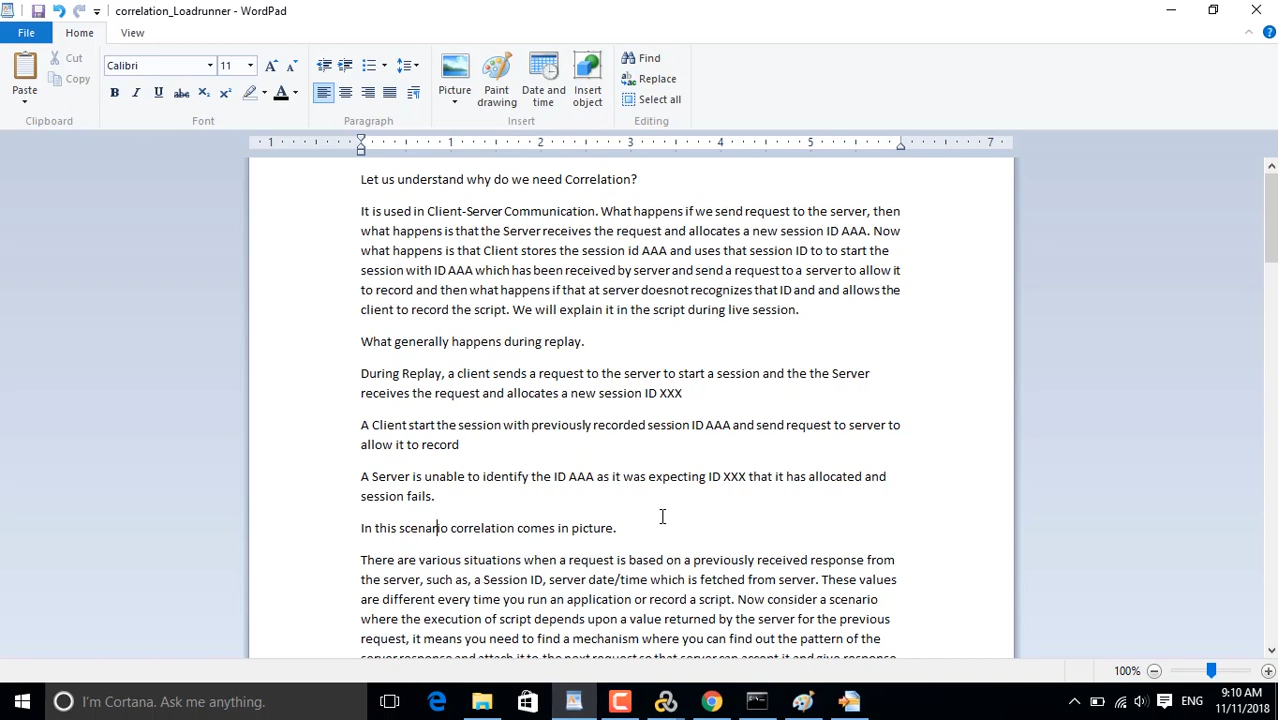 correlation_Loadrunner - WordPad
File
Home
View
Paste
Cut
Copy
Clipboard
Calibri
11
Font
Paragraph
Picture
Paint drawing
Date and time
Insert object
Insert
Find
Replace
Select all
Editing
1 1 2 3 4 5 7
Let us understand why do we need Correlation?
It is used in Client-Server Communication. What happens if we send request to the server, then
what happens is that the Server receives the request and allocates a new session ID AAA. Now
what happens is that Client stores the session id AAA and uses that session ID to to start the
session with ID AAA which has been received by server and send a request to a server to allow it
to record and then what happens if that at server doesnot recognizes that ID and and allows the
client to record the script. We will explain it in the script during live session.
What generally happens during replay.
During Replay, a client sends a request to the server to start a session and the the Server
receives the request and allocates a new session ID XXX
A Client start the session with previously recorded session ID AAA and send request to server to
allow it to record
A Server is unable to identify the ID AAA as it was expecting ID XXX that it has allocated and
session fails.
In this scenario correlation comes in picture.
There are various situations when a request is based on a previously received response from
the server, such as, a Session ID, server date/time which is fetched from server. These values
are different every time you run an application or record a script. Now consider a scenario
where the execution of script depends upon a value returned by the server for the previous
request, it means you need to find a mechanism where you can find out the pattern of the
server response and attach it to the next request so that server can accept it and give response
100%
I'm Cortana. Ask me anything.
ENG
9:10 AM
11/11/2018